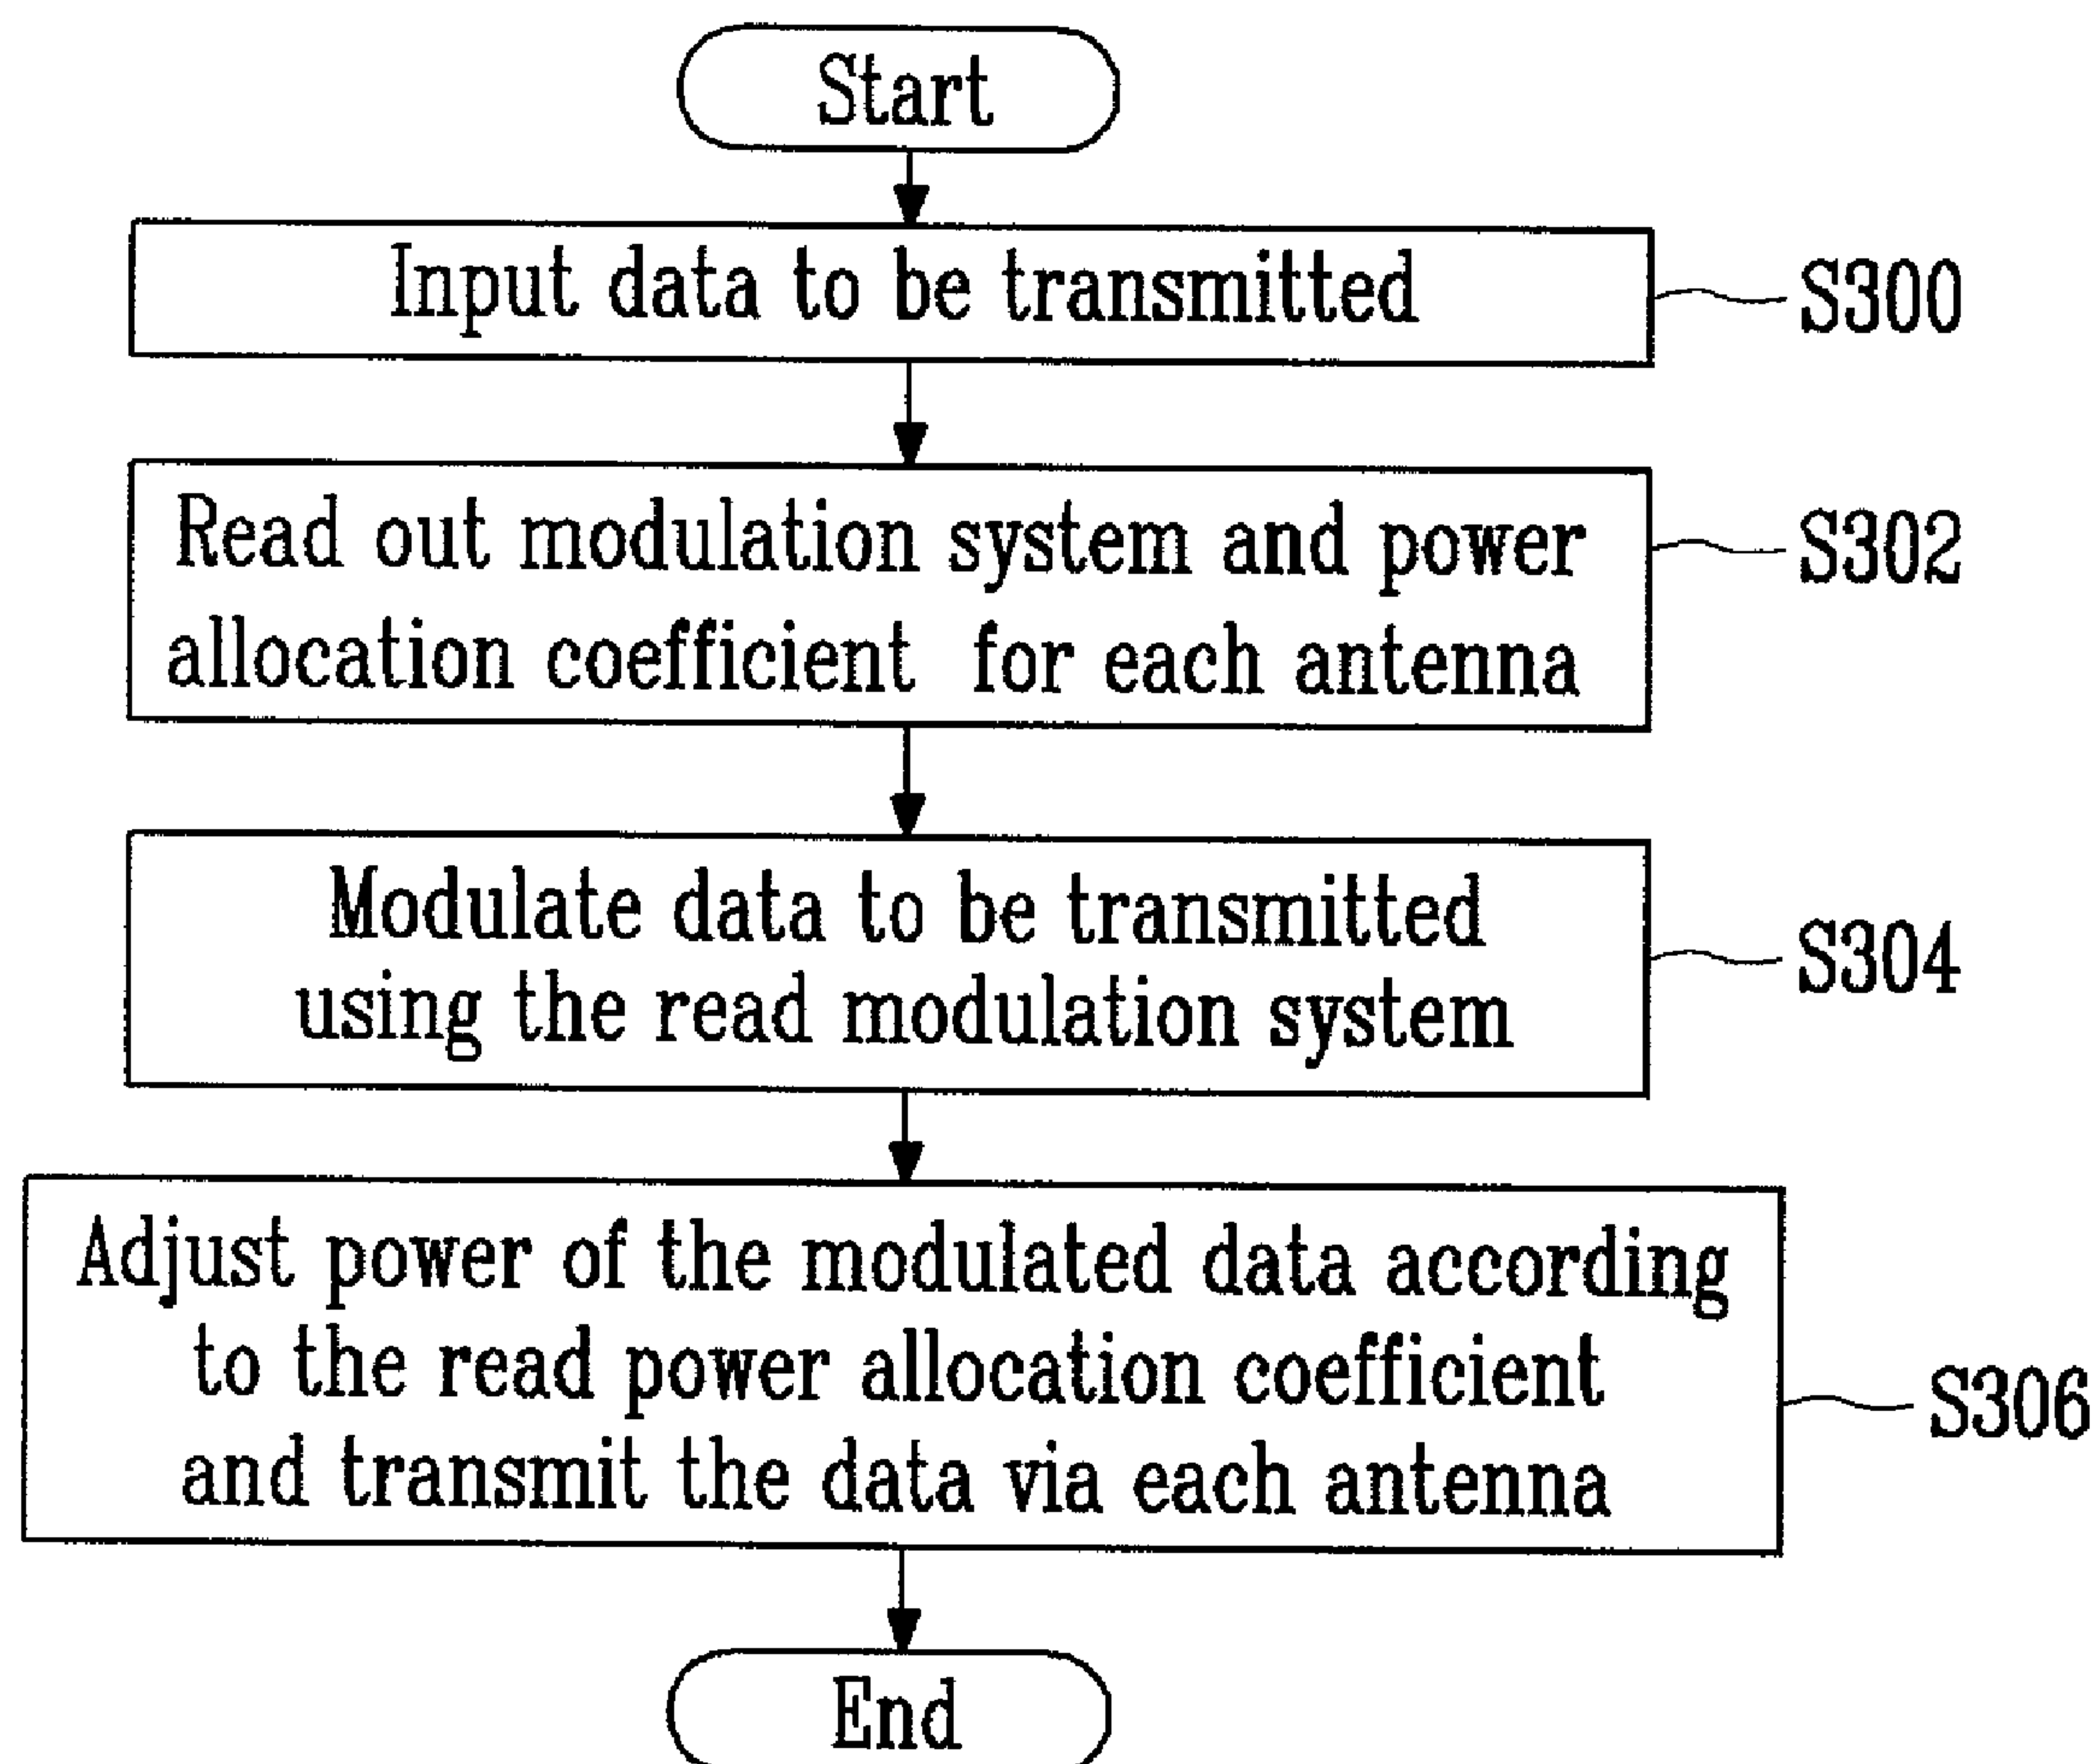 Start
Input data to be transmitted
S300
Read out modulation system and power
allocation coefficient for each antenna
S302
Modulate data to be transmitted
using the read modulation system
S304
Adjust power of the modulated data according
to the read power allocation coefficient
and transmit the data via each antenna
S306
End